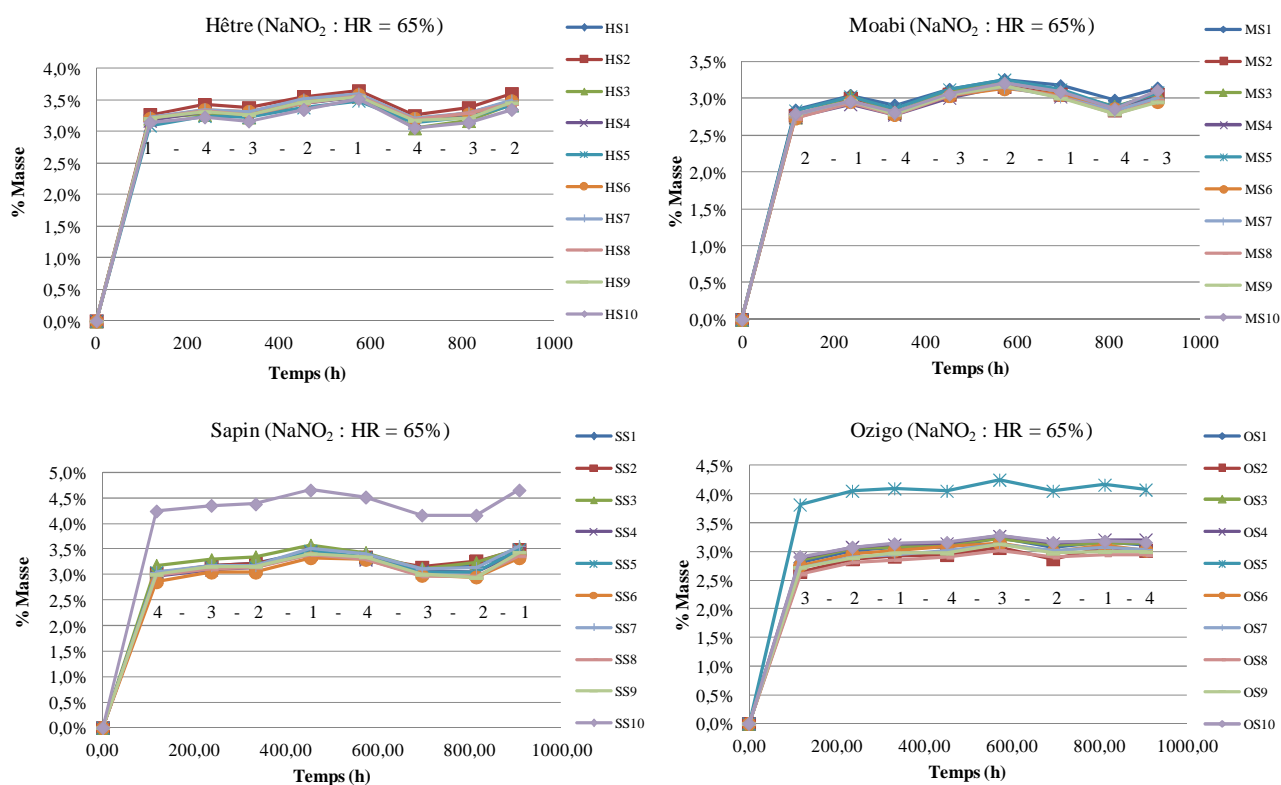 Hêtre (NaNO2 : HR = 65%)
4,0%
3,5%
3,0%
2,5%
2,0%
1,5%
1,0%
0,5%
0,0%
% Masse
1 - 4 - 3 - 2 - 1 - 4 - 3 - 2
0 200 400 600 800 1000
Temps (h)
HS1
HS2
HS3
HS4
HS5
HS6
HS7
HS8
HS9
HS10
Moabi (NaNO2 : HR = 65%)
3,5%
3,0%
2,5%
2,0%
1,5%
1,0%
0,5%
0,0%
% Masse
2 - 1 - 4 - 3 - 2 - 1 - 4 - 3
0 200 400 600 800 1000
Temps (h)
MS1
MS2
MS3
MS4
MS5
MS6
MS7
MS8
MS9
MS10
Sapin (NaNO2 : HR = 65%)
5,0%
4,5%
4,0%
3,5%
3,0%
2,5%
2,0%
1,5%
1,0%
0,5%
0,0%
% Masse
4 - 3 - 2 - 1 - 4 - 3 - 2 - 1
0,00 200,00 400,00 600,00 800,00 1000,00
Temps (h)
SS1
SS2
SS3
SS4
SS5
SS6
SS7
SS8
SS9
SS10
Ozigo (NaNO2 : HR = 65%)
4,5%
4,0%
3,5%
3,0%
2,5%
2,0%
1,5%
1,0%
0,5%
0,0%
% Masse
3 - 2 - 1 - 4 - 3 - 2 - 1 - 4
0,00 200,00 400,00 600,00 800,00 1000,00
Temps (h)
OS1
OS2
OS3
OS4
OS5
OS6
OS7
OS8
OS9
OS10